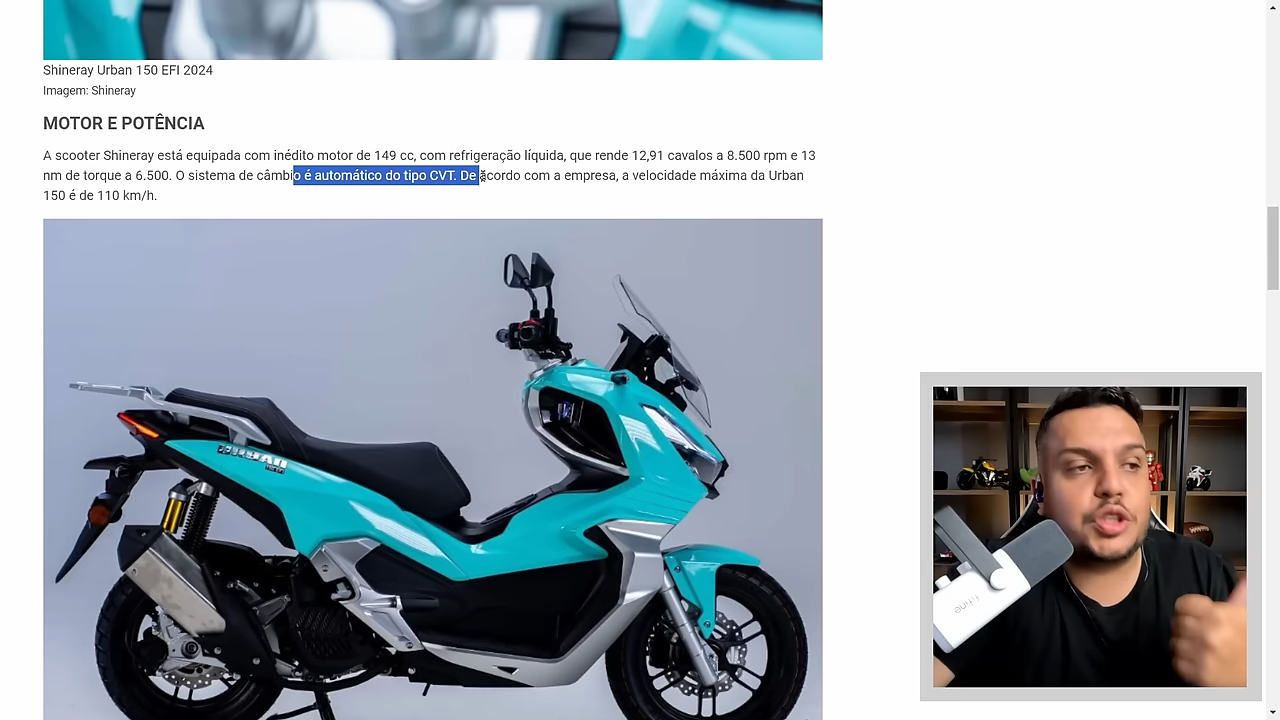 Shineray Urban 150 EFI 2024
Imagem: Shineray
MOTOR E POTÊNCIA
A scooter Shineray está equipada com inédito motor de 149 cc, com refrigeração líquida, que rende 12,91 cavalos a 8.500 rpm e 13
nm de torque a 6.500. O sistema de câmbio é automático do tipo CVT. De acordo com a empresa, a velocidade máxima da Urban
150 é de 110 km/h.
URBAN
fifine